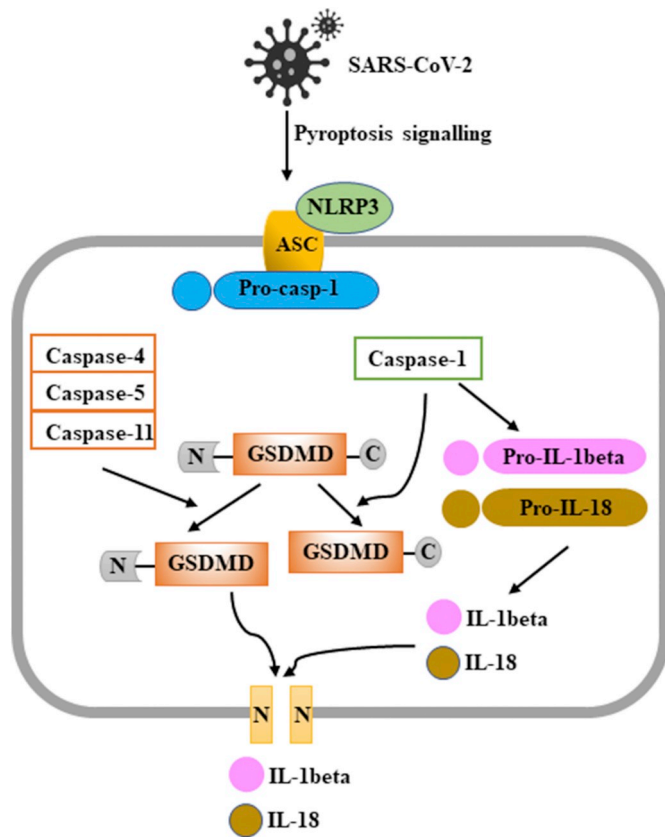 SARS-CoV-2
Pyroptosis signalling
NLRP3
ASC
Pro-casp-1
Caspase-4
Caspase-5
Caspase-11
Caspase-1
N
GSDMD
C
Pro-IL-1beta
Pro-IL-18
N
GSDMD
GSDMD
C
IL-1beta
IL-18
N
N
IL-1beta
IL-18